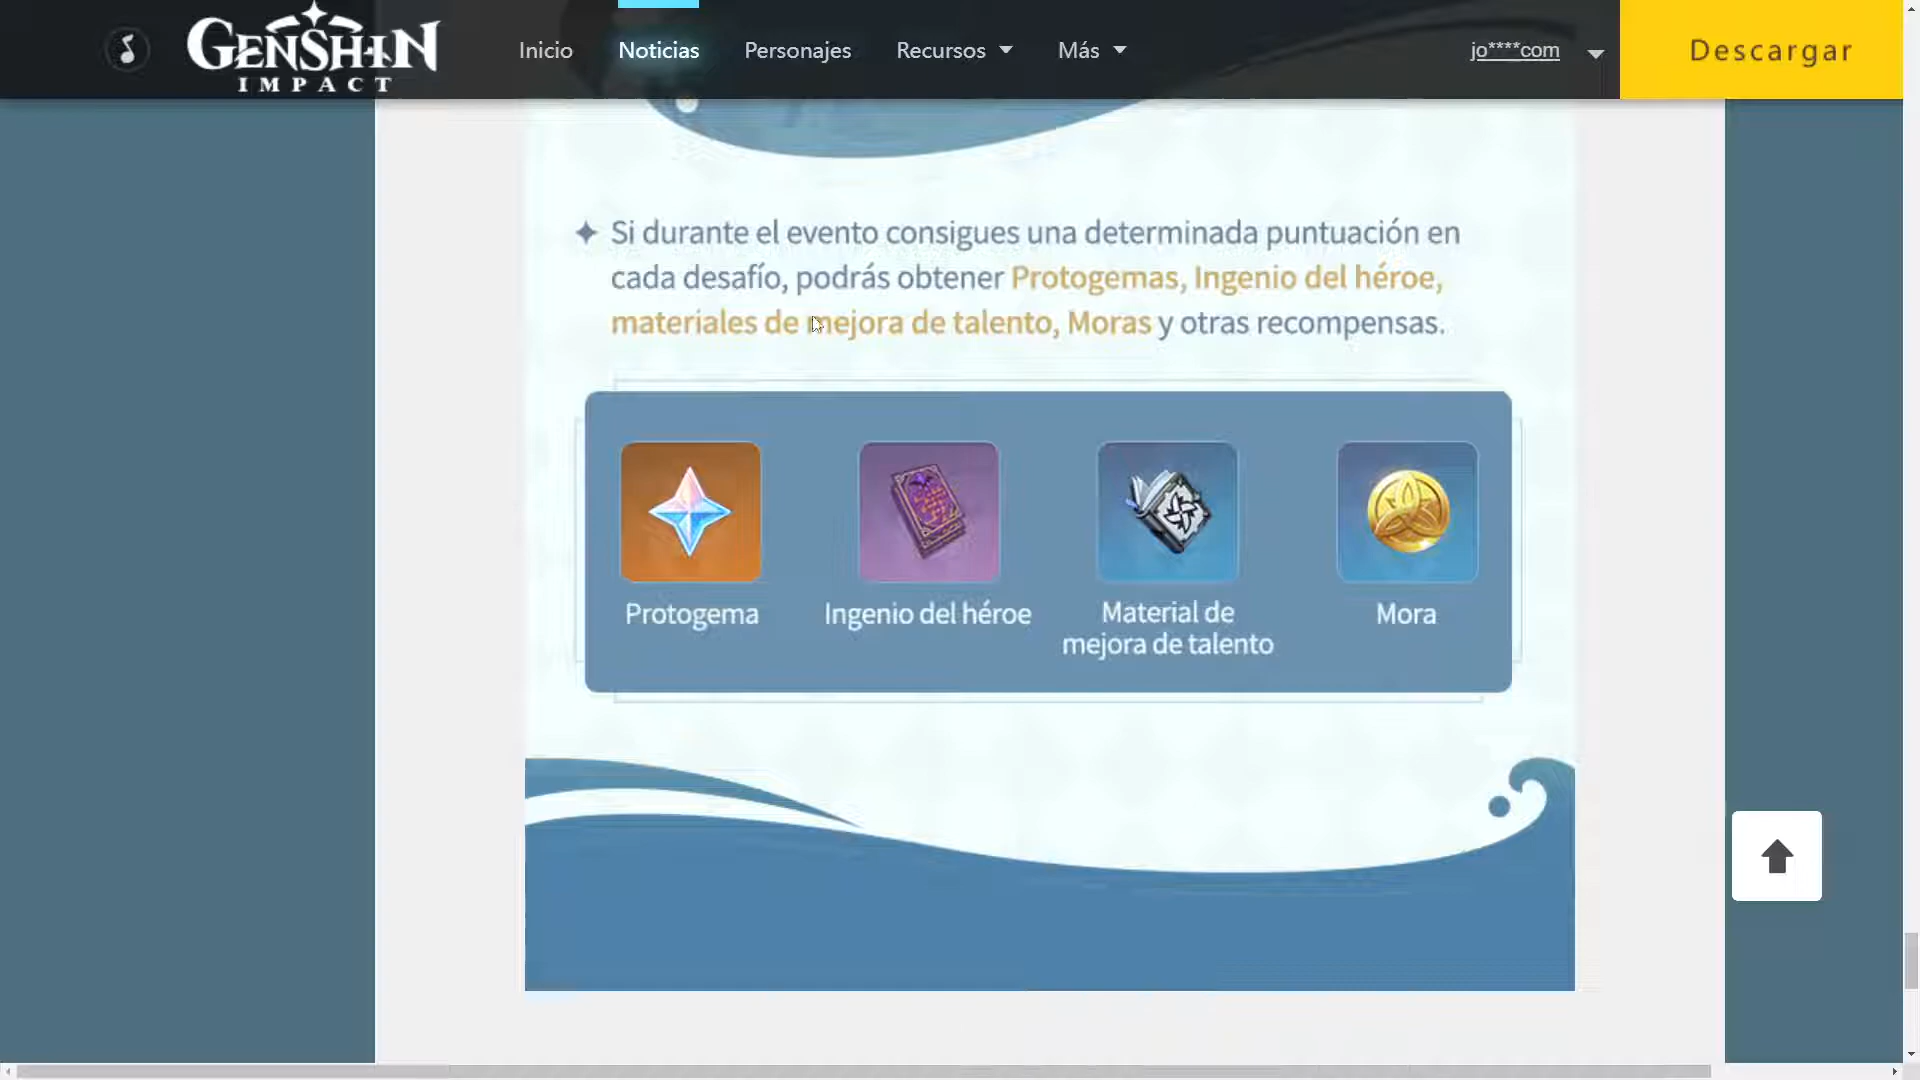 GENSHIN
IMPACT
Inicio
Noticias
Personajes
Recursos
Más
jo****com
Descargar
Si durante el evento consigues una determinada puntuación en
cada desafío, podrás obtener Protogemas, Ingenio del héroe,
materiales de mejora de talento, Moras y otras recompensas.
Protogema
Ingenio del héroe
Material de
mejora de talento
Mora